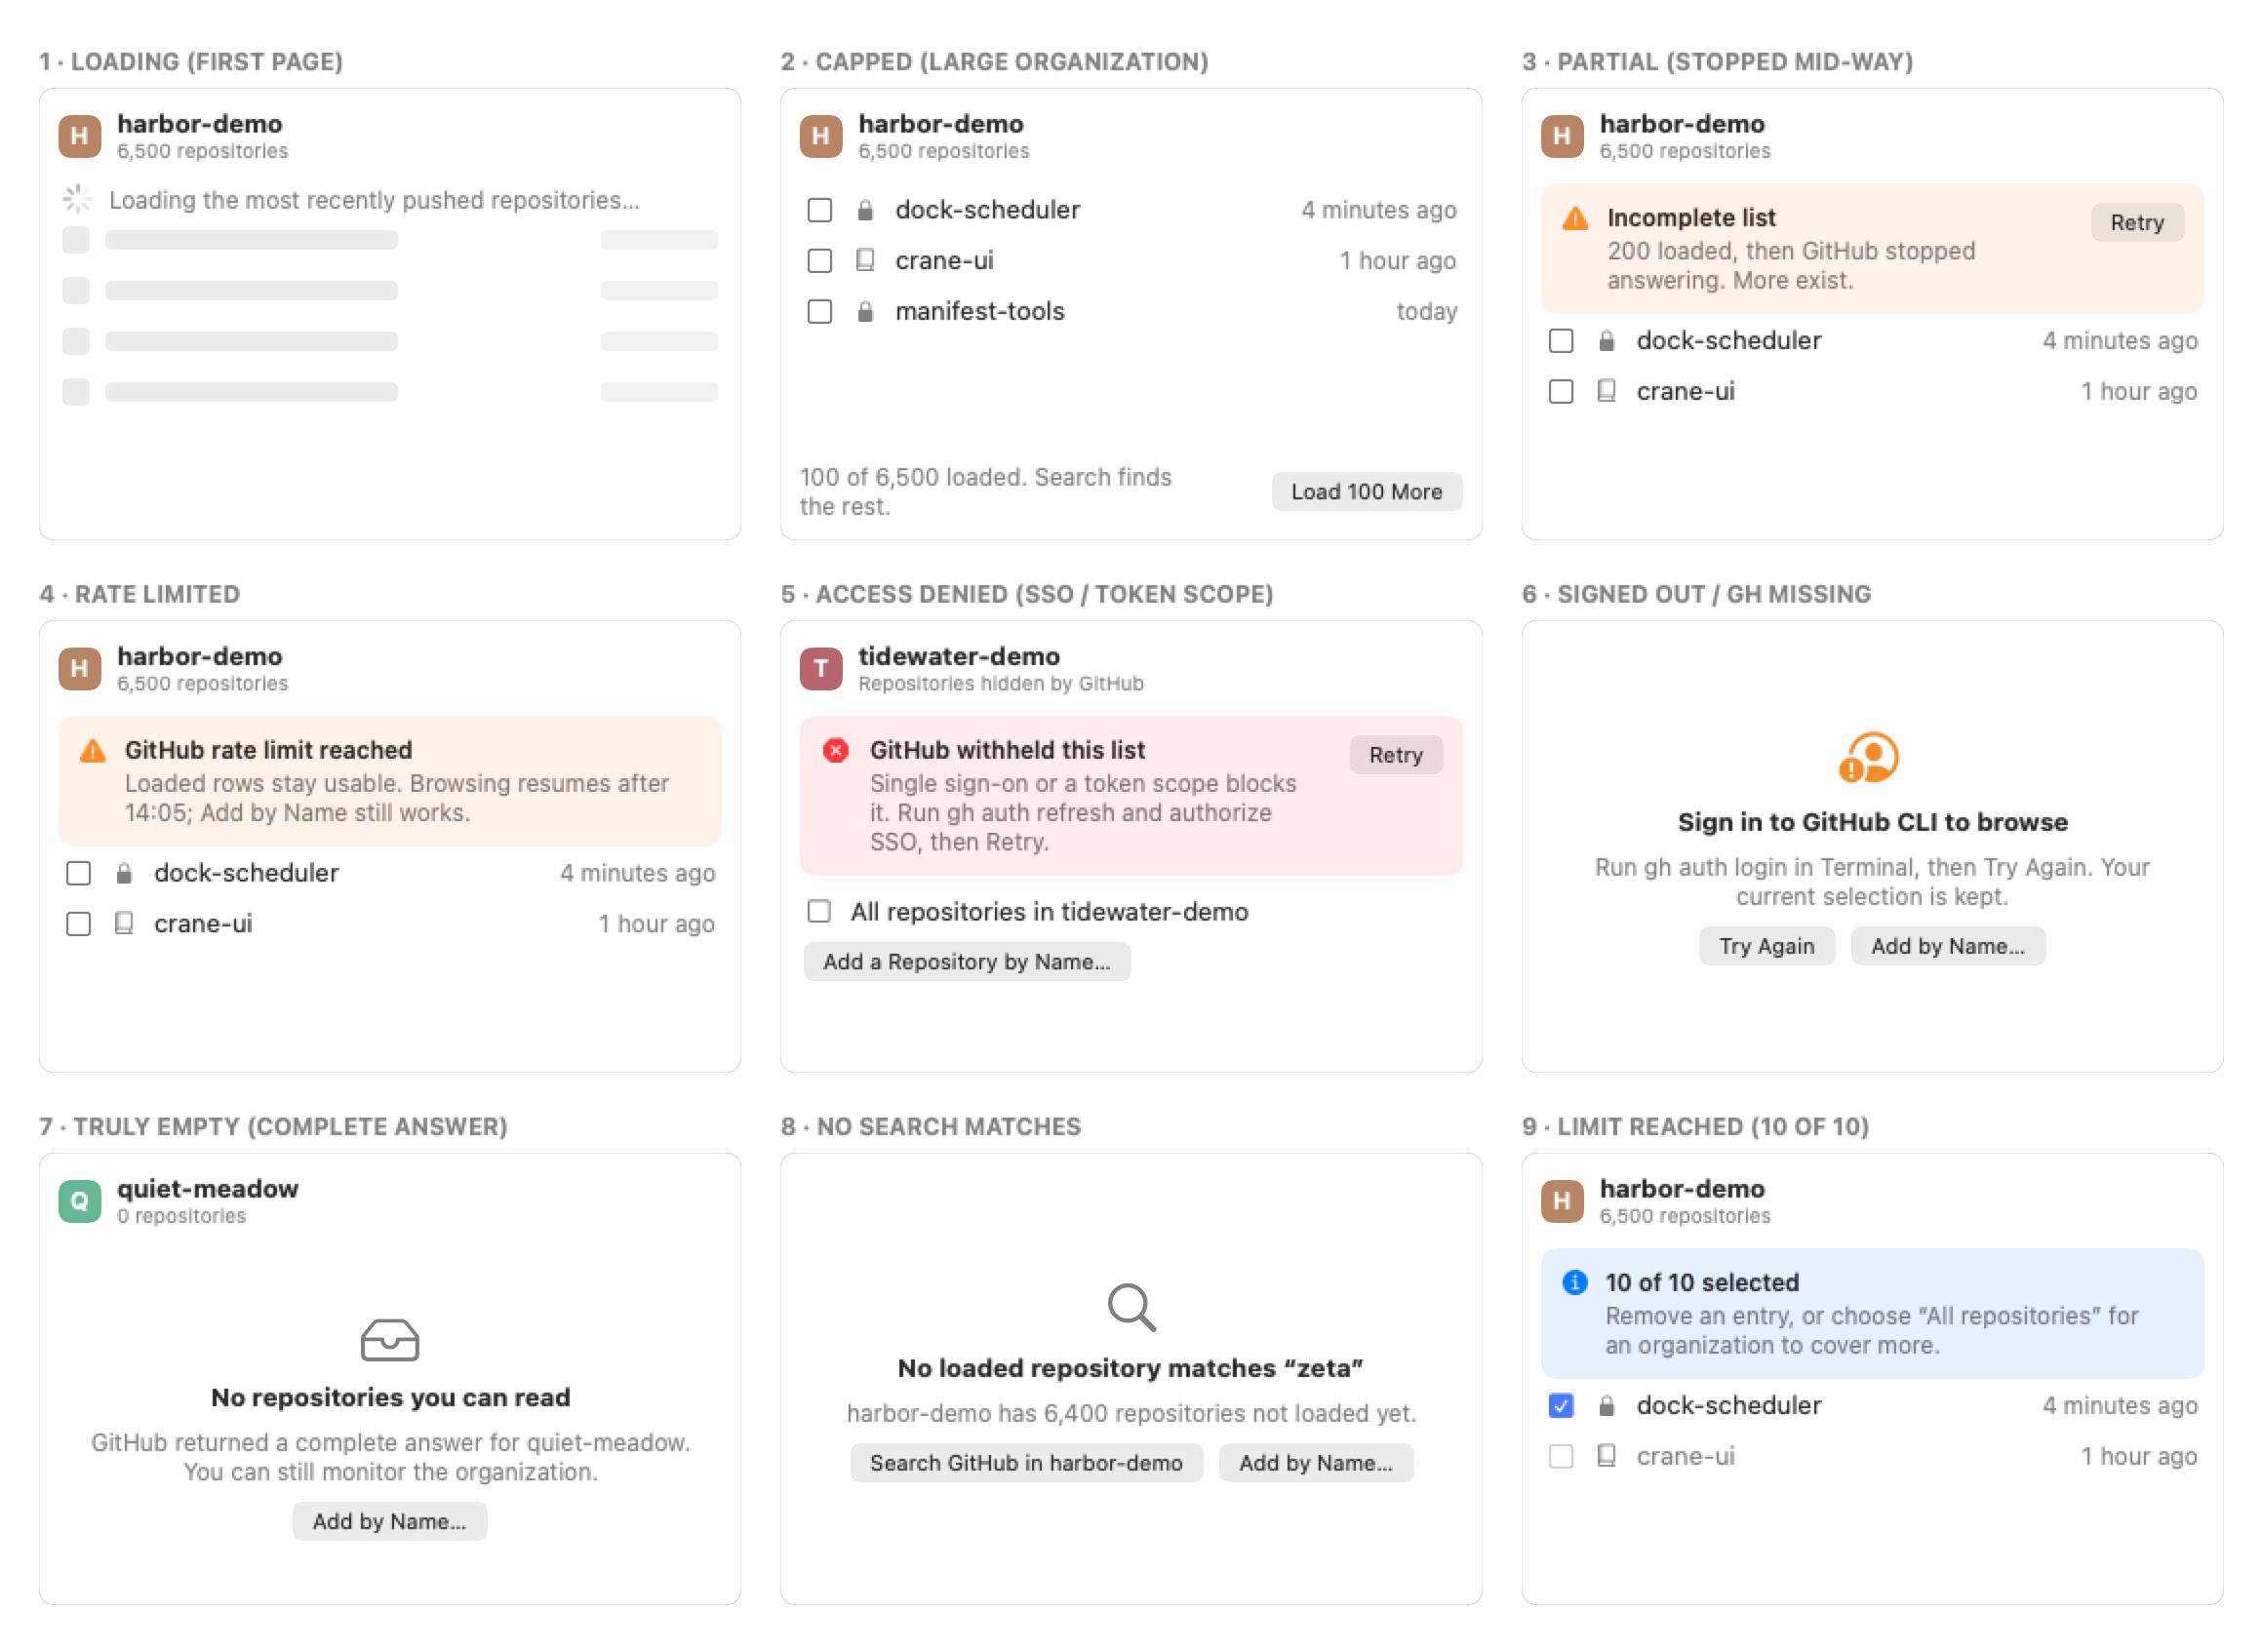 1 · LOADING (FIRST PAGE)
H
harbor-demo
6,500 repositories
Loading the most recently pushed repositories...
2 · CAPPED (LARGE ORGANIZATION)
H
harbor-demo
6,500 repositories
dock-scheduler 4 minutes ago
crane-ui 1 hour ago
manifest-tools today
100 of 6,500 loaded. Search finds
the rest.
Load 100 More
3 · PARTIAL (STOPPED MID-WAY)
H
harbor-demo
6,500 repositories
Incomplete list
200 loaded, then GitHub stopped
answering. More exist.
Retry
dock-scheduler 4 minutes ago
crane-ui 1 hour ago
4 · RATE LIMITED
H
harbor-demo
6,500 repositories
GitHub rate limit reached
Loaded rows stay usable. Browsing resumes after
14:05; Add by Name still works.
dock-scheduler 4 minutes ago
crane-ui 1 hour ago
5 · ACCESS DENIED (SSO / TOKEN SCOPE)
T
tidewater-demo
Repositories hidden by GitHub
GitHub withheld this list
Single sign-on or a token scope blocks
it. Run gh auth refresh and authorize
SSO, then Retry.
Retry
All repositories in tidewater-demo
Add a Repository by Name...
6 · SIGNED OUT / GH MISSING
Sign in to GitHub CLI to browse
Run gh auth login in Terminal, then Try Again. Your
current selection is kept.
Try Again Add by Name...
7 · TRULY EMPTY (COMPLETE ANSWER)
Q
quiet-meadow
0 repositories
No repositories you can read
GitHub returned a complete answer for quiet-meadow.
You can still monitor the organization.
Add by Name...
8 · NO SEARCH MATCHES
No loaded repository matches “zeta”
harbor-demo has 6,400 repositories not loaded yet.
Search GitHub in harbor-demo Add by Name...
9 · LIMIT REACHED (10 OF 10)
H
harbor-demo
6,500 repositories
10 of 10 selected
Remove an entry, or choose “All repositories” for
an organization to cover more.
dock-scheduler 4 minutes ago
crane-ui 1 hour ago